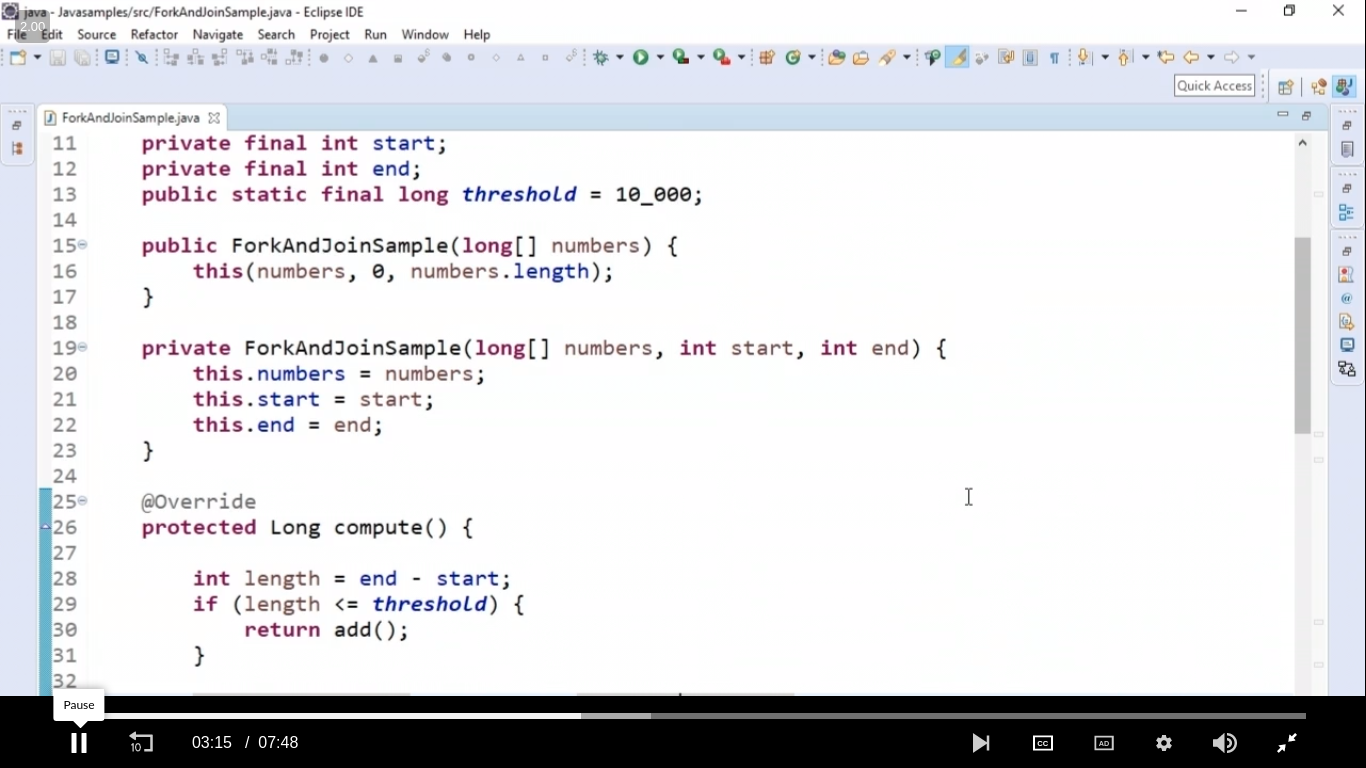 java - Javasamples/src/ForkAndJoinSample.java - Eclipse IDE
2.00
File Edit Source Refactor Navigate Search Project Run Window Help
Quick Access
ForkAndJoinSample.java
11 private final int start;
12 private final int end;
13 public static final long threshold = 10_000;
14
15 public ForkAndJoinSample(long[] numbers) {
16 this(numbers, 0, numbers.length);
17 }
18
19 private ForkAndJoinSample(long[] numbers, int start, int end) {
20 this.numbers = numbers;
21 this.start = start;
22 this.end = end;
23 }
24
25 @Override
26 protected Long compute() {
27
28 int length = end - start;
29 if (length <= threshold) {
30 return add();
31 }
32
Pause
10 03:15 / 07:48 CC AD